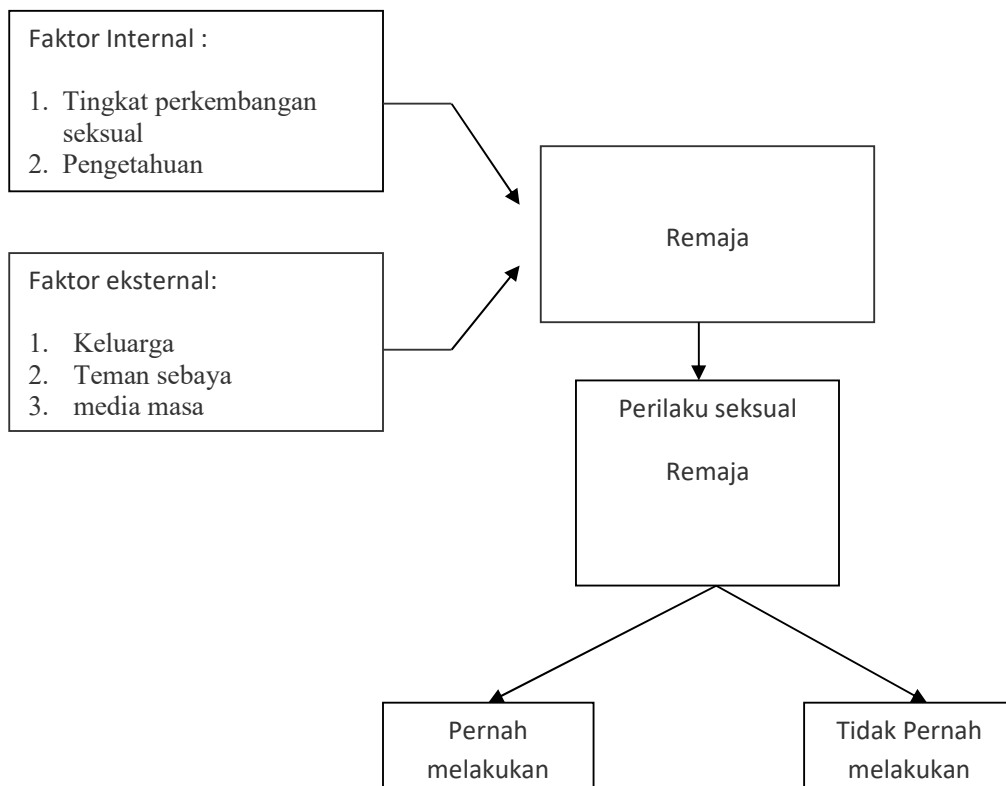 Faktor Internal :
1. Tingkat perkembangan
seksual
2. Pengetahuan
Faktor eksternal:
1. Keluarga
2. Teman sebaya
3. media masa
Remaja
Perilaku seksual
Remaja
Pernah
melakukan
Tidak Pernah
melakukan